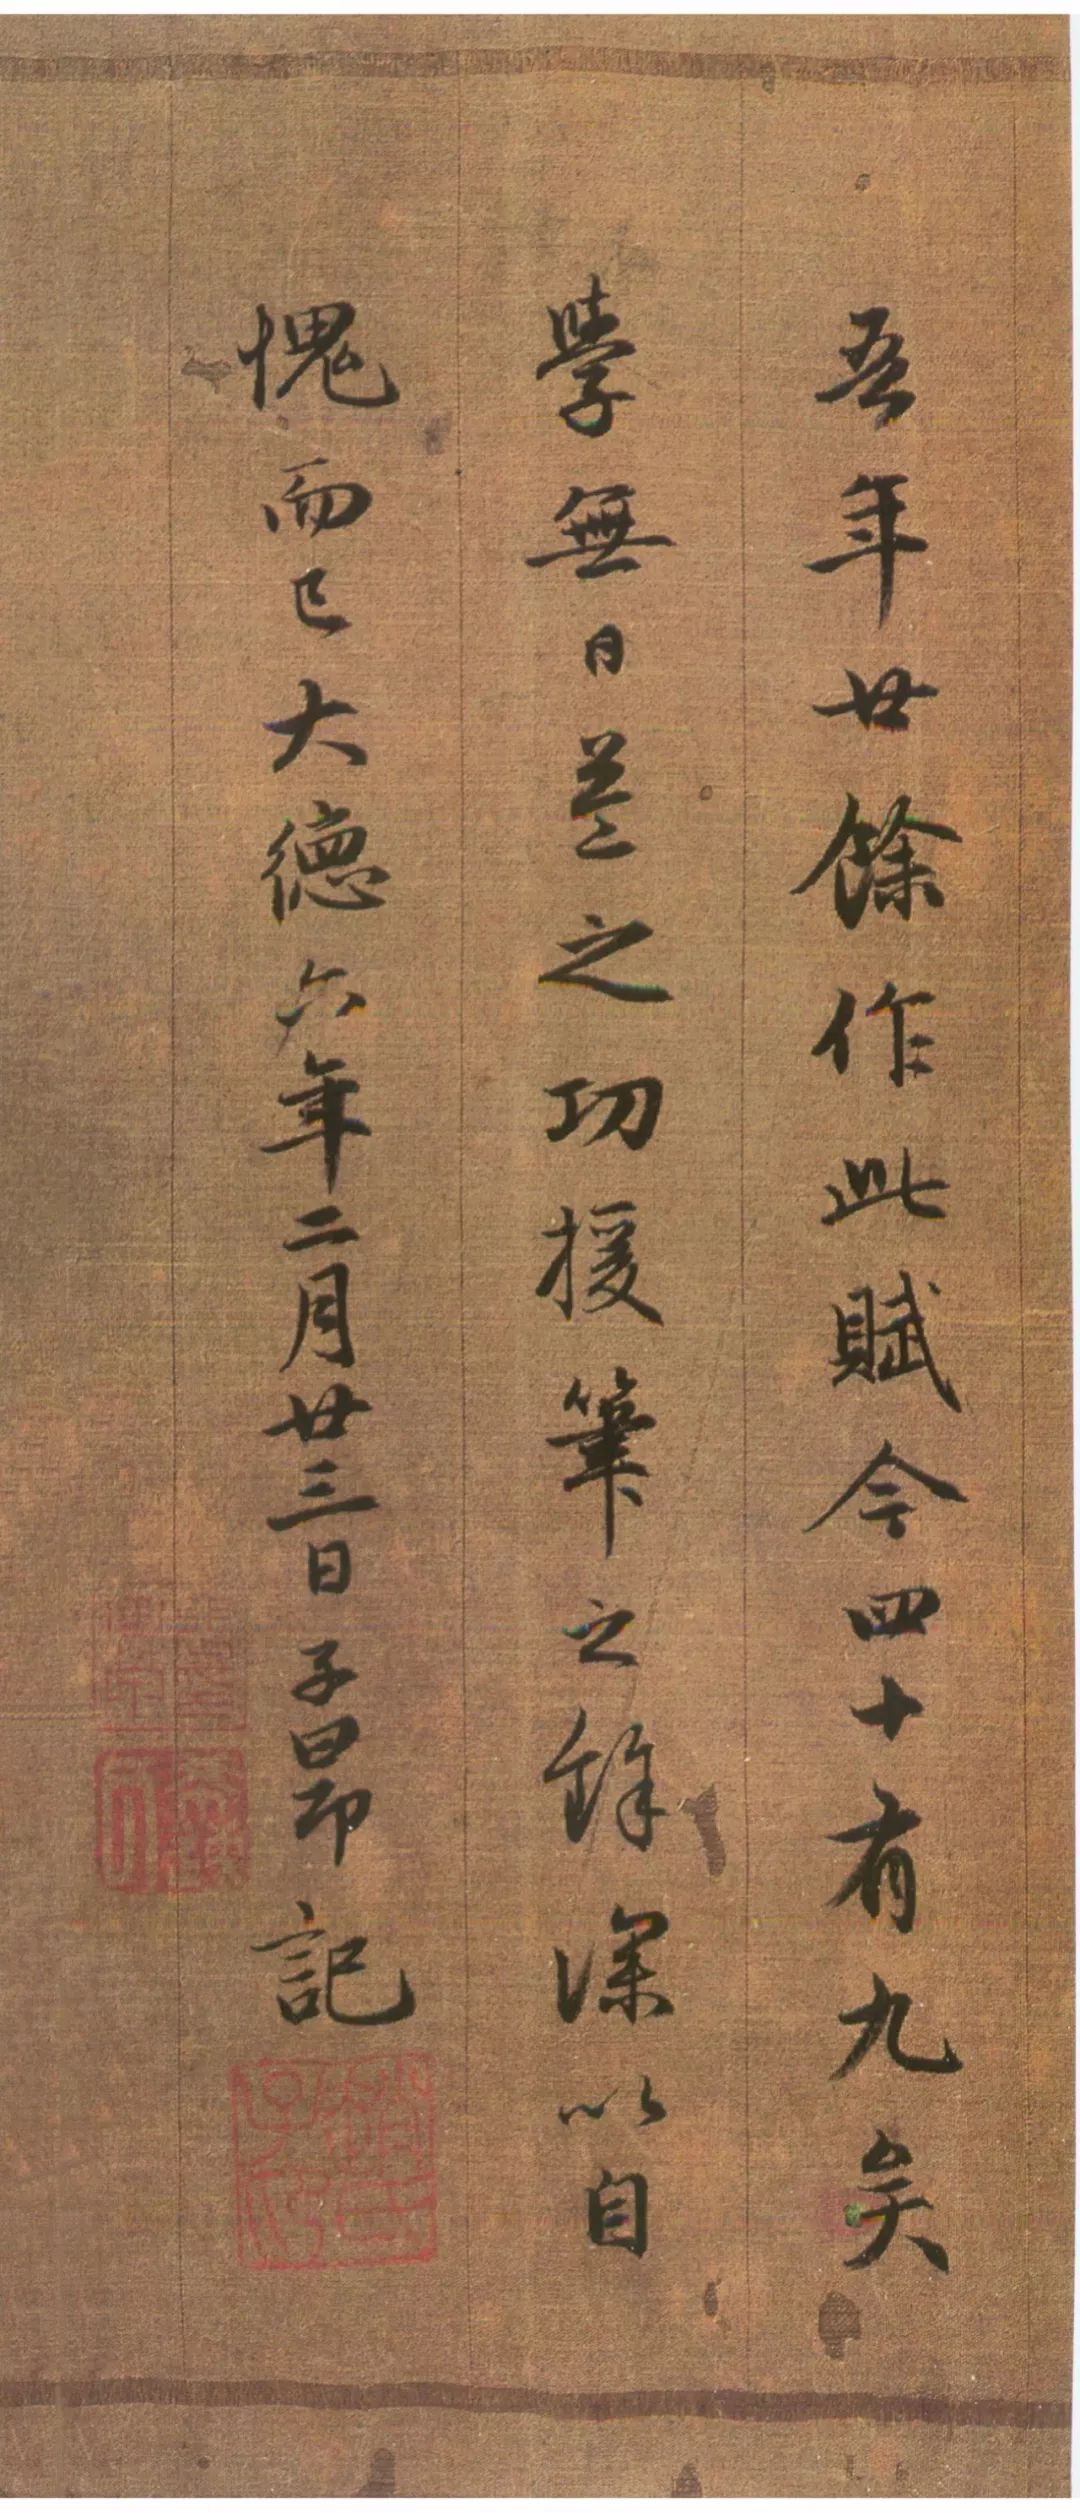 吾年廿餘作此賦今四十有九矣
學無日益之功援筆之餘深以自
愧而已大德六年二月廿三日子昂記